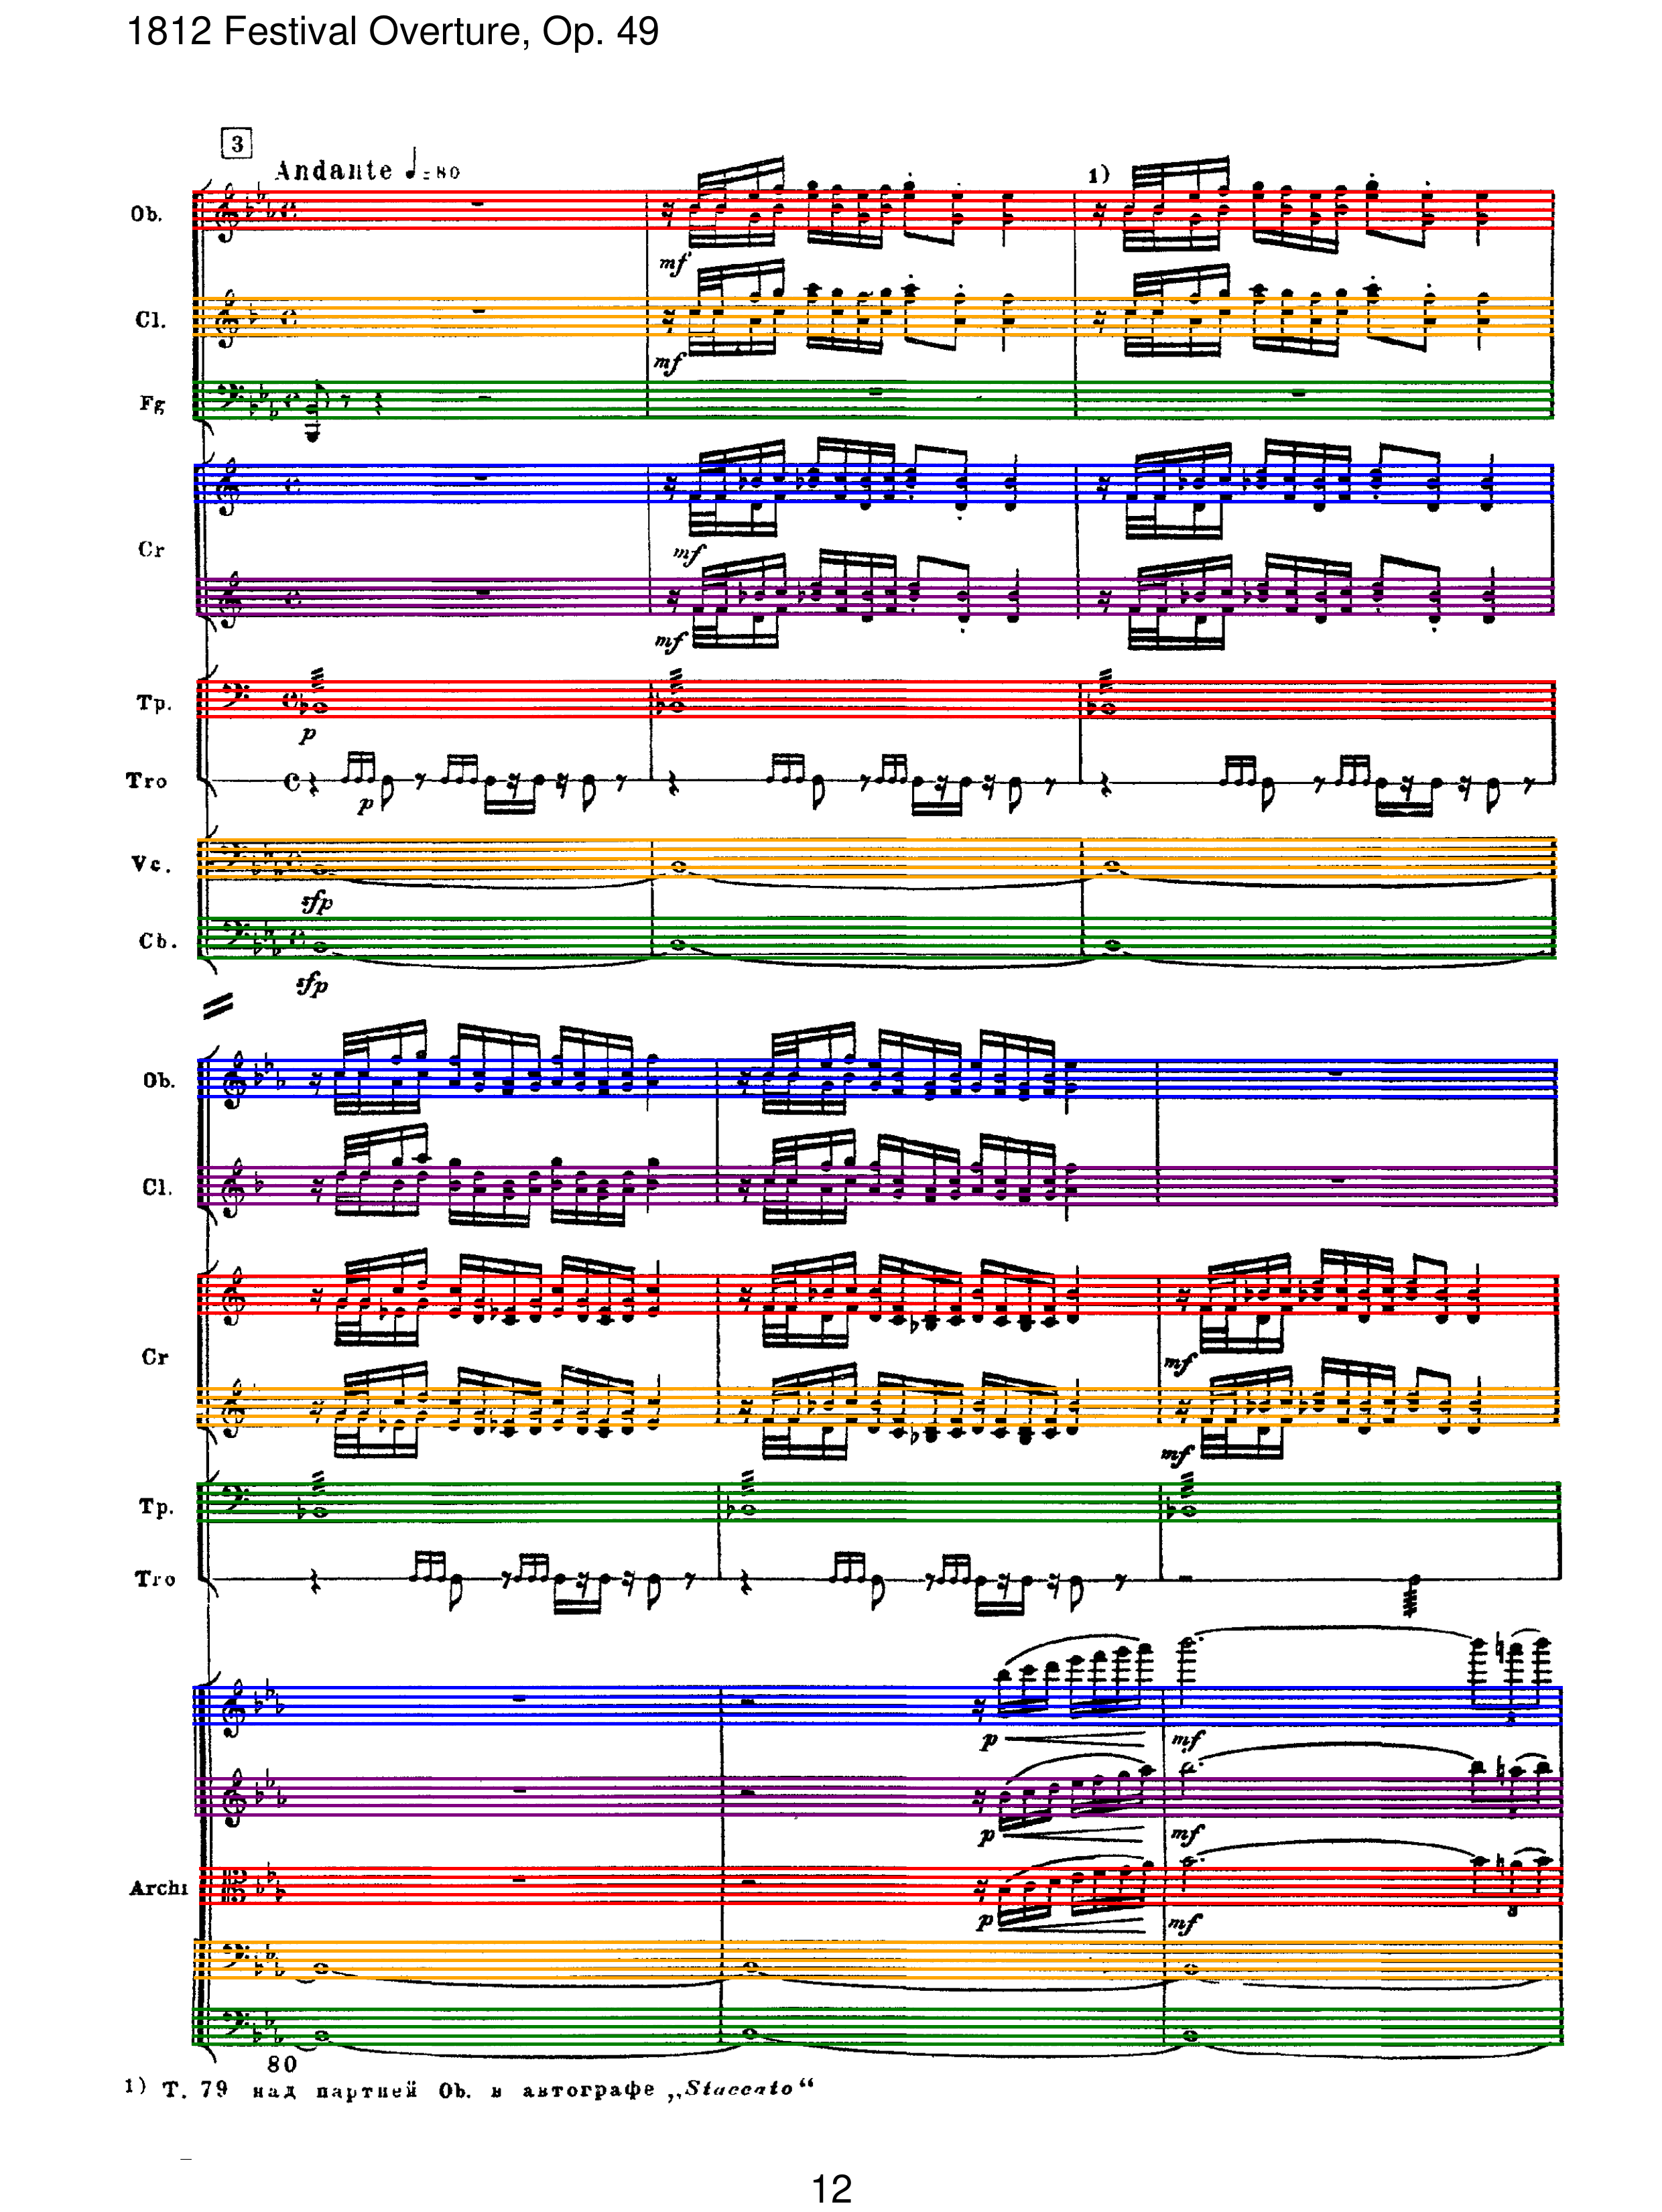 1812 Festival Overture, Op. 49
3
Andante ♩=80
1)
Ob.
mf
Cl.
mf
Fg
Cr
mf
mf
Tp.
p
Tro
p
Vc.
sfp
Cb.
sfp
Ob.
Cl.
Cr
mf
mf
Tp.
Tro
p mf
p mf
Archi
p mf
80
1) Т. 79 над партией Ob. в автографе „Staccato“
12